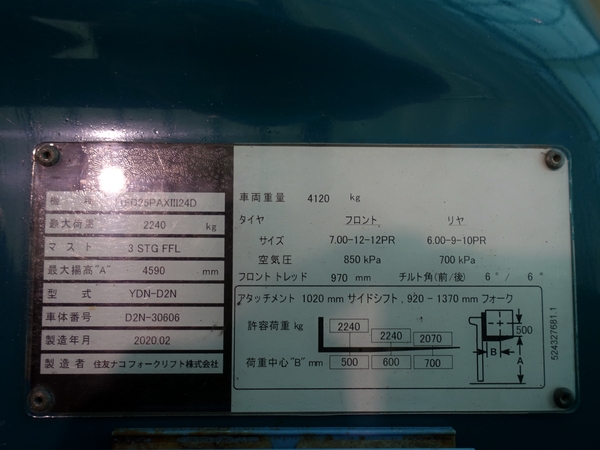 機 種 25PAXⅢ24D
最大荷重 2240 kg
マスト 3 STG FFL
最大揚高"A" 4590 mm
型 式 YDN-D2N
車体番号 D2N-30606
製造年月 2020.02
製造者 住友ナコフォークリフト株式会社
車両重量 4120 kg
タイヤ フロント リヤ
サイズ 7.00-12-12PR 6.00-9-10PR
空気圧 850 kPa 700 kPa
フロントトレッド 970 mm チルト角(前/後) 6° / 6°
アタッチメント 1020 mm サイドシフト, 920 - 1370 mm フォーク
許容荷重 kg 2240 2240 2070
荷重中心"B" mm 500 600 700
500
B A
524327681.1